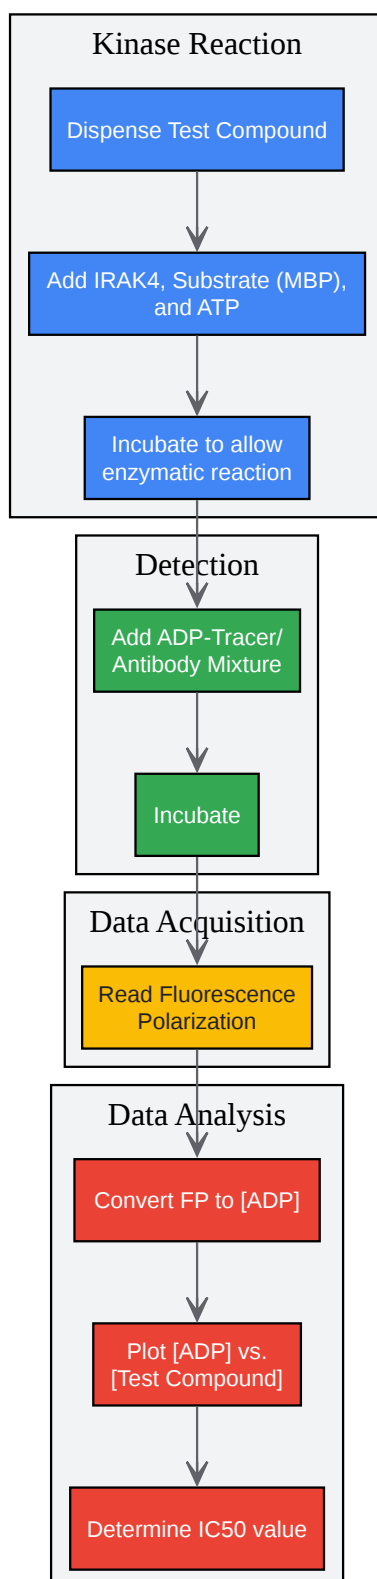 Kinase Reaction
Dispense Test Compound
Add IRAK4, Substrate (MBP),
and ATP
Incubate to allow
enzymatic reaction
Detection
Add ADP-Tracer/
Antibody Mixture
Incubate
Data Acquisition
Read Fluorescence
Polarization
Data Analysis
Convert FP to [ADP]
Plot [ADP] vs.
[Test Compound]
Determine IC50 value